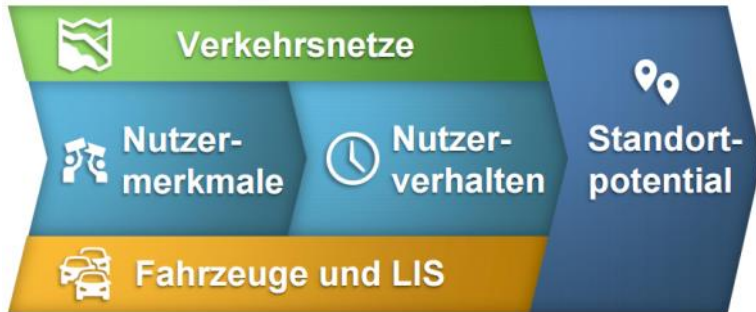 Verkehrsnetze
Nutzer-
merkmale
Nutzer-
verhalten
Standort-
potential
Fahrzeuge und LIS